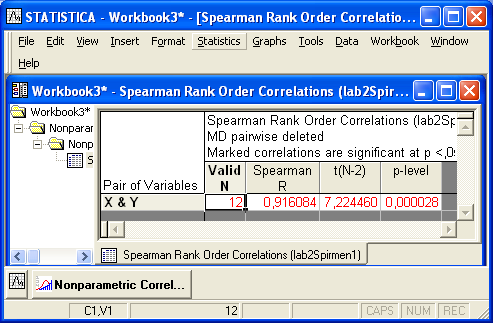 STATISTICA - Workbook3* - [Spearman Rank Order Correlatio...
File Edit View Insert Format Statistics Graphs Tools Data Workbook Window
Help
Workbook3* - Spearman Rank Order Correlations (lab2Spir...
Workbook3*
Nonparam
Nonp
S
Spearman Rank Order Correlations (lab2Sp
MD pairwise deleted
Marked correlations are significant at p <,0
Pair of Variables Valid N Spearman R t(N-2) p-level
X & Y 12 0,916084 7,224460 0,000028
Spearman Rank Order Correlations (lab2Spirmen1)
Nonparametric Correl...
C1,V1 12 CAPS NUM REC